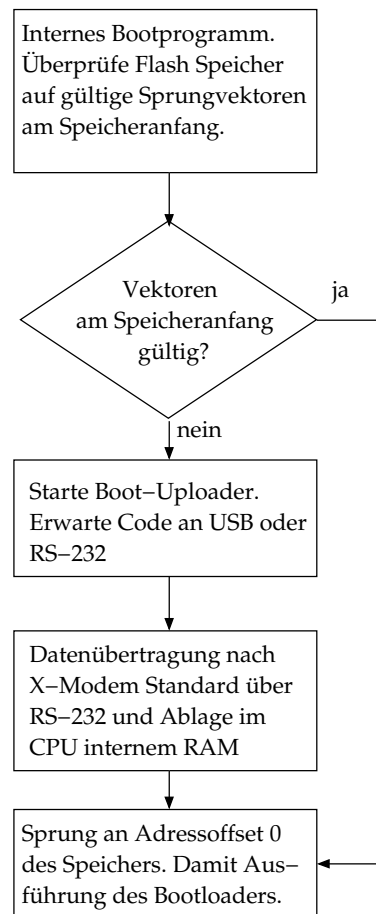 Internes Bootprogramm.
Überprüfe Flash Speicher
auf gültige Sprungvektoren
am Speicheranfang.
Vektoren
am Speicheranfang
gültig?
ja
nein
Starte Boot−Uploader.
Erwarte Code an USB oder
RS−232
Datenübertragung nach
X−Modem Standard über
RS−232 und Ablage im
CPU internem RAM
Sprung an Adressoffset 0
des Speichers. Damit Aus−
führung des Bootloaders.